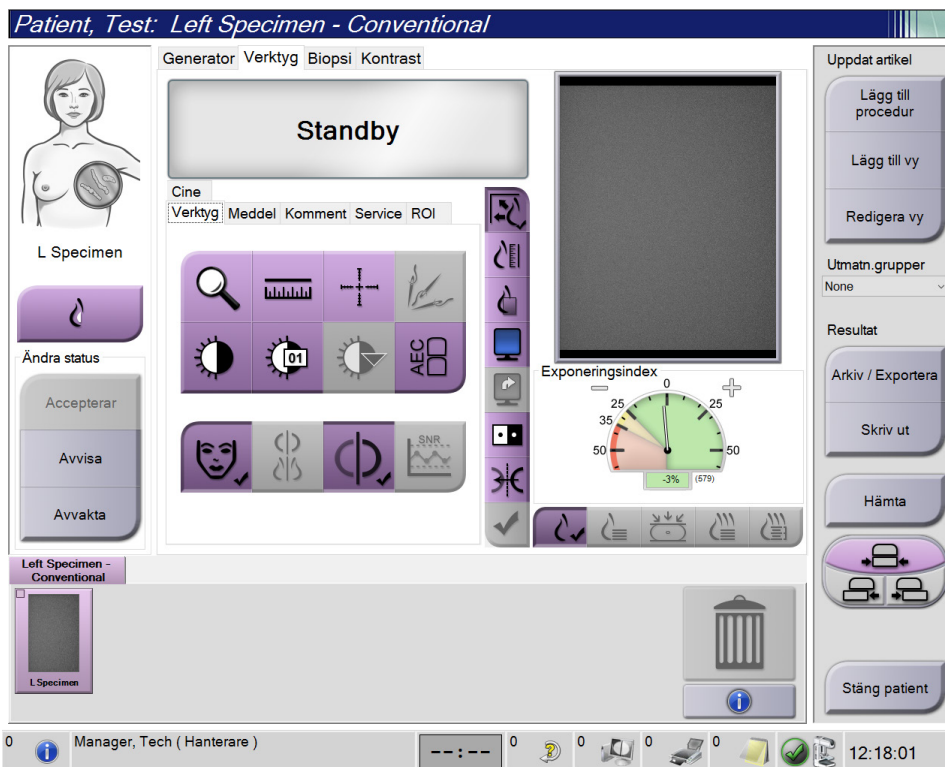 Patient, Test:  Left Specimen - Conventional
Generator Verktyg Biopsi Kontrast
Standby
Cine
Verktyg Meddel Komment Service ROI
L Specimen
Ändra status
Accepterar
Avvisa
Avvakta
01
AEC
SNR
Exponeringsindex
0
25 25
35
50 50
-3% (579)
Uppdat artikel
Lägg till
procedur
Lägg till vy
Redigera vy
Utmatn.grupper
None
Resultat
Arkiv / Exportera
Skriv ut
Hämta
Stäng patient
Left Specimen -
Conventional
L Specimen
0 Manager, Tech ( Hanterare ) --:-- 0 0 0 0 12:18:01